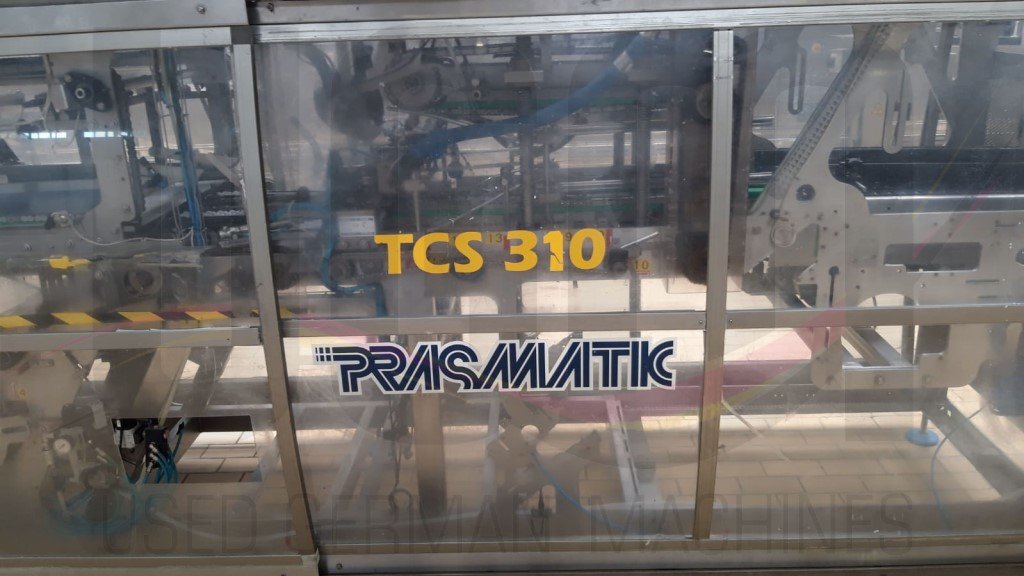 TCS 310
PRASMATIC
USED GERMAN MACHINES